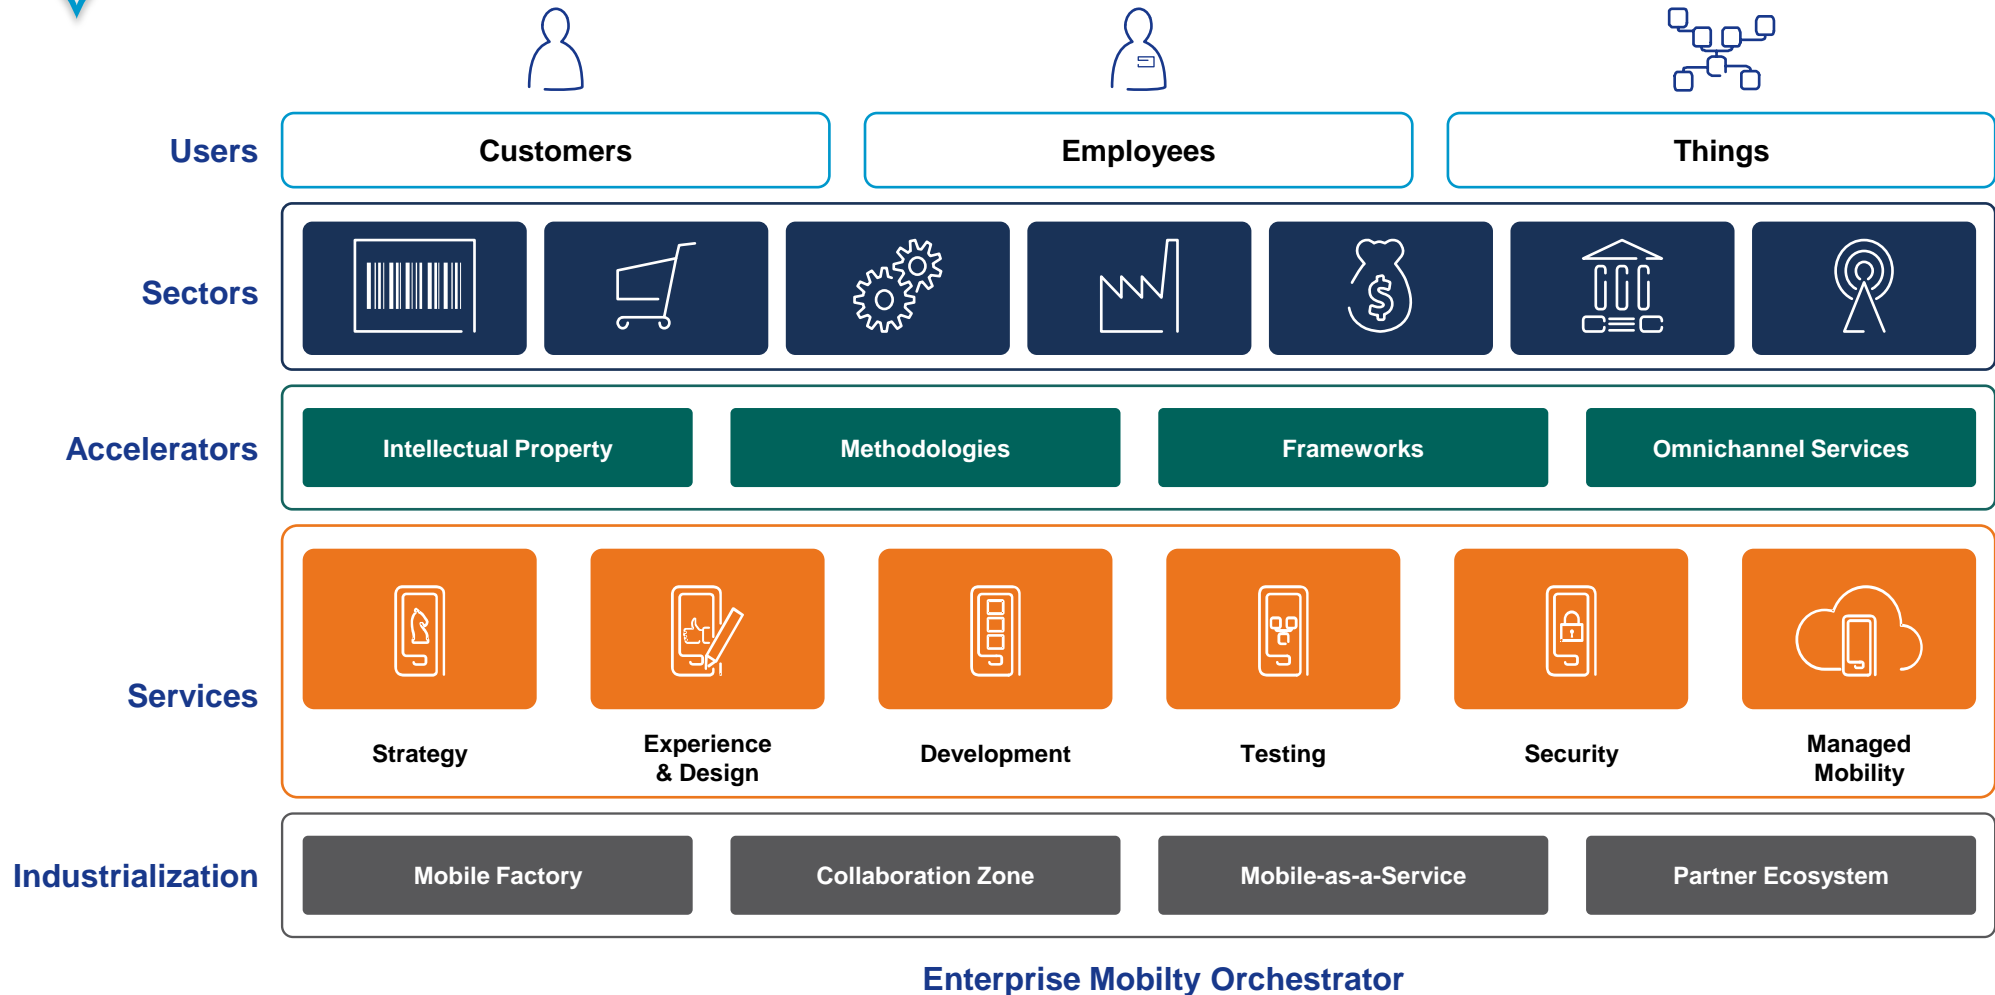 Users
Customers
Employees
Things
Sectors
$
Accelerators
Intellectual Property
Methodologies
Frameworks
Omnichannel Services
Services
Strategy
Experience
& Design
Development
Testing
Security
Managed
Mobility
Industrialization
Mobile Factory
Collaboration Zone
Mobile-as-a-Service
Partner Ecosystem
Enterprise Mobilty Orchestrator